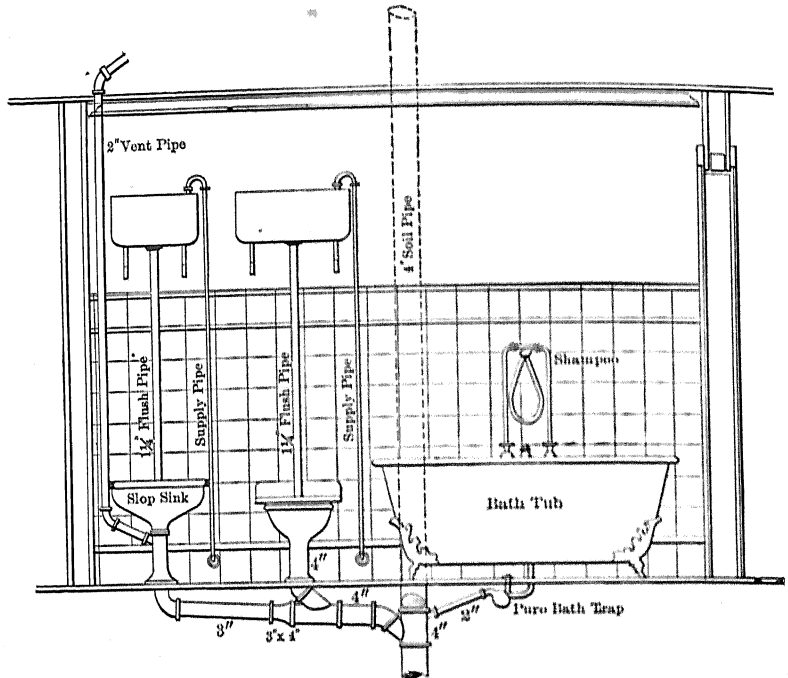 2" Vent Pipe
4" Soil Pipe
1¼" Flush Pipe
Supply Pipe
1¼" Flush Pipe
Supply Pipe
Shampoo
Slop Sink
Bath Tub
4"
4"
3"
3" x 4"
4"
2"
Puro Bath Trap